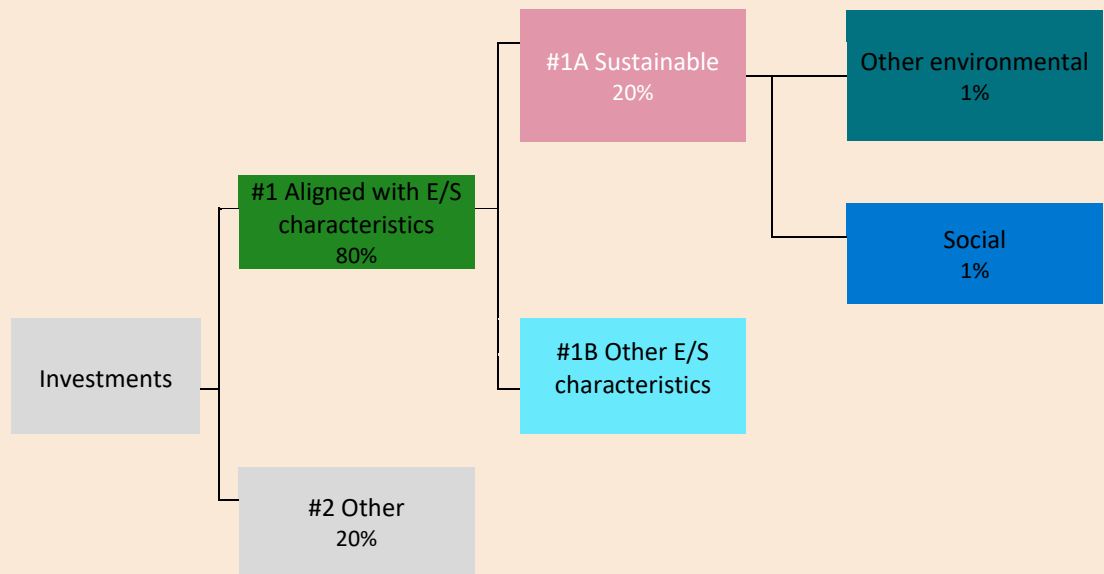 Investments
#1 Aligned with E/S
characteristics
80%
#2 Other
20%
#1A Sustainable
20%
#1B Other E/S
characteristics
Other environmental
1%
Social
1%